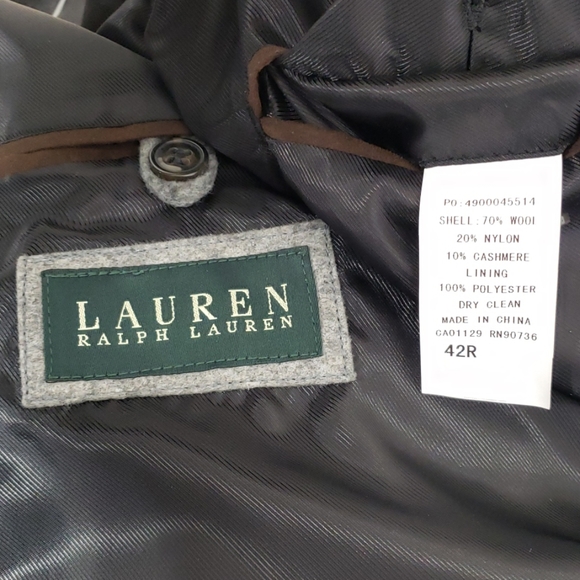 LAUREN
RALPH LAUREN
PO:4900045514
SHELL:70% WOOl
20% NYLON
10% CASHMERE
LINING
100% POLYESTER
DRY CLEAN
MADE IN CHINA
CA01129 RN90736
42R